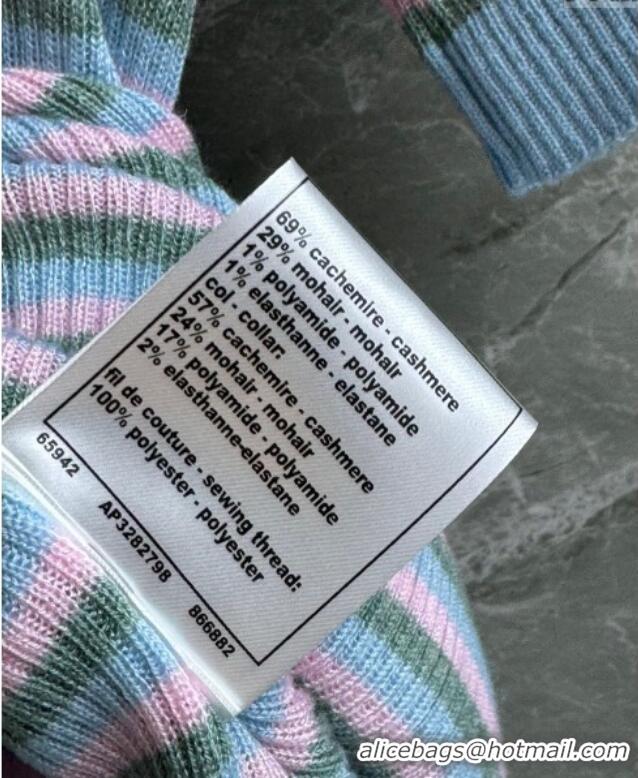 69% cachemire - cashmere
29% mohair - mohair
1% polyamide - polyamide
1% elasthanne - elastane
col - collar:
57% cachemire - cashmere
24% mohair - mohair
17% polyamide - polyamide
2% elasthanne-elastane
fil de couture - sewing thread:
100% polyester - polyester
65942 AP3282798 866882
alicebags@hotmail.com